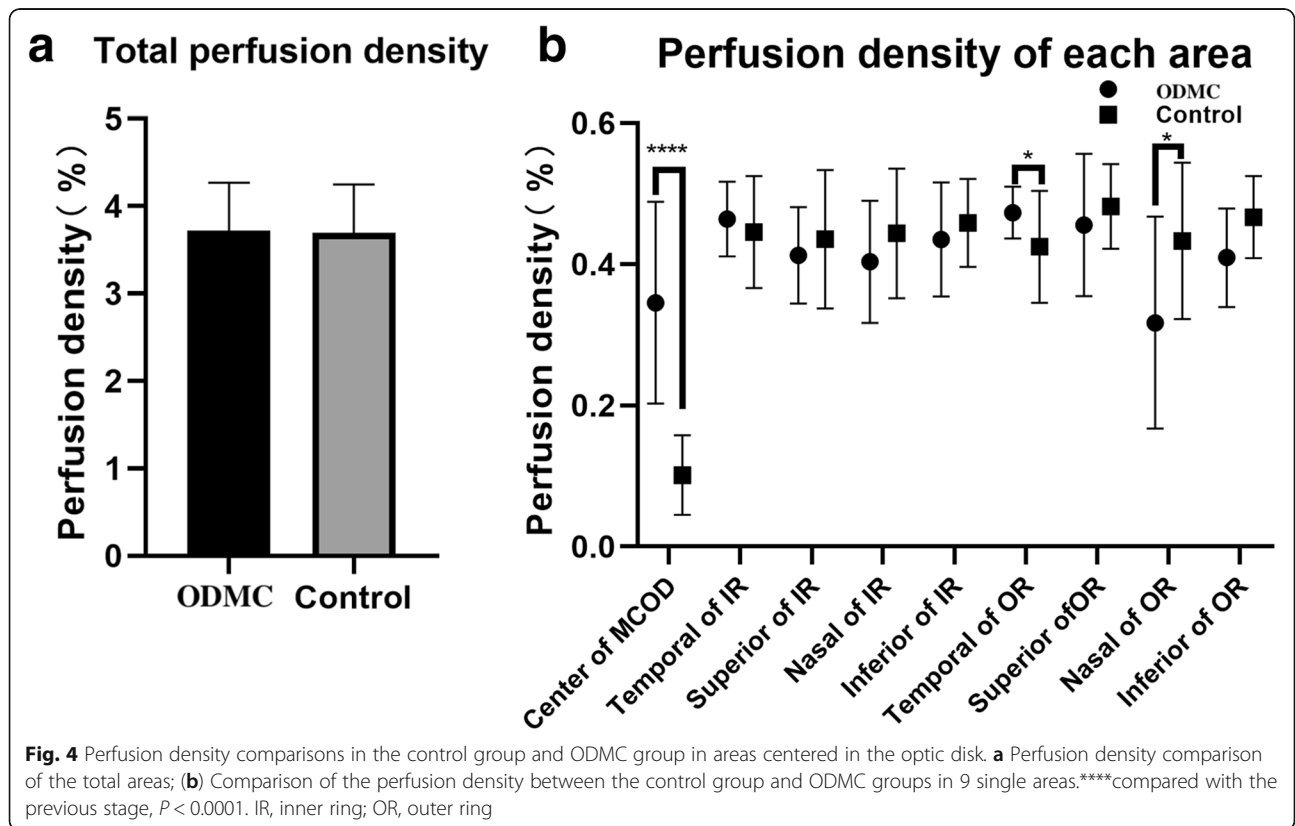 a Total perfusion density
Perfusion density( %)
5
4
3
2
1
0
ODMC Control
b Perfusion density of each area
ODMC
Control
Perfusion density( %)
0.6
0.4
0.2
0.0
****
*
*
Center of MCOD
Temporal of IR
Superior of IR
Nasal of IR
Inferior of IR
Temporal of OR
Superior ofOR
Nasal of OR
Inferior of OR
Fig. 4 Perfusion density comparisons in the control group and ODMC group in areas centered in the optic disk. a Perfusion density comparison
of the total areas; (b) Comparison of the perfusion density between the control group and ODMC groups in 9 single areas.****compared with the
previous stage, P < 0.0001. IR, inner ring; OR, outer ring